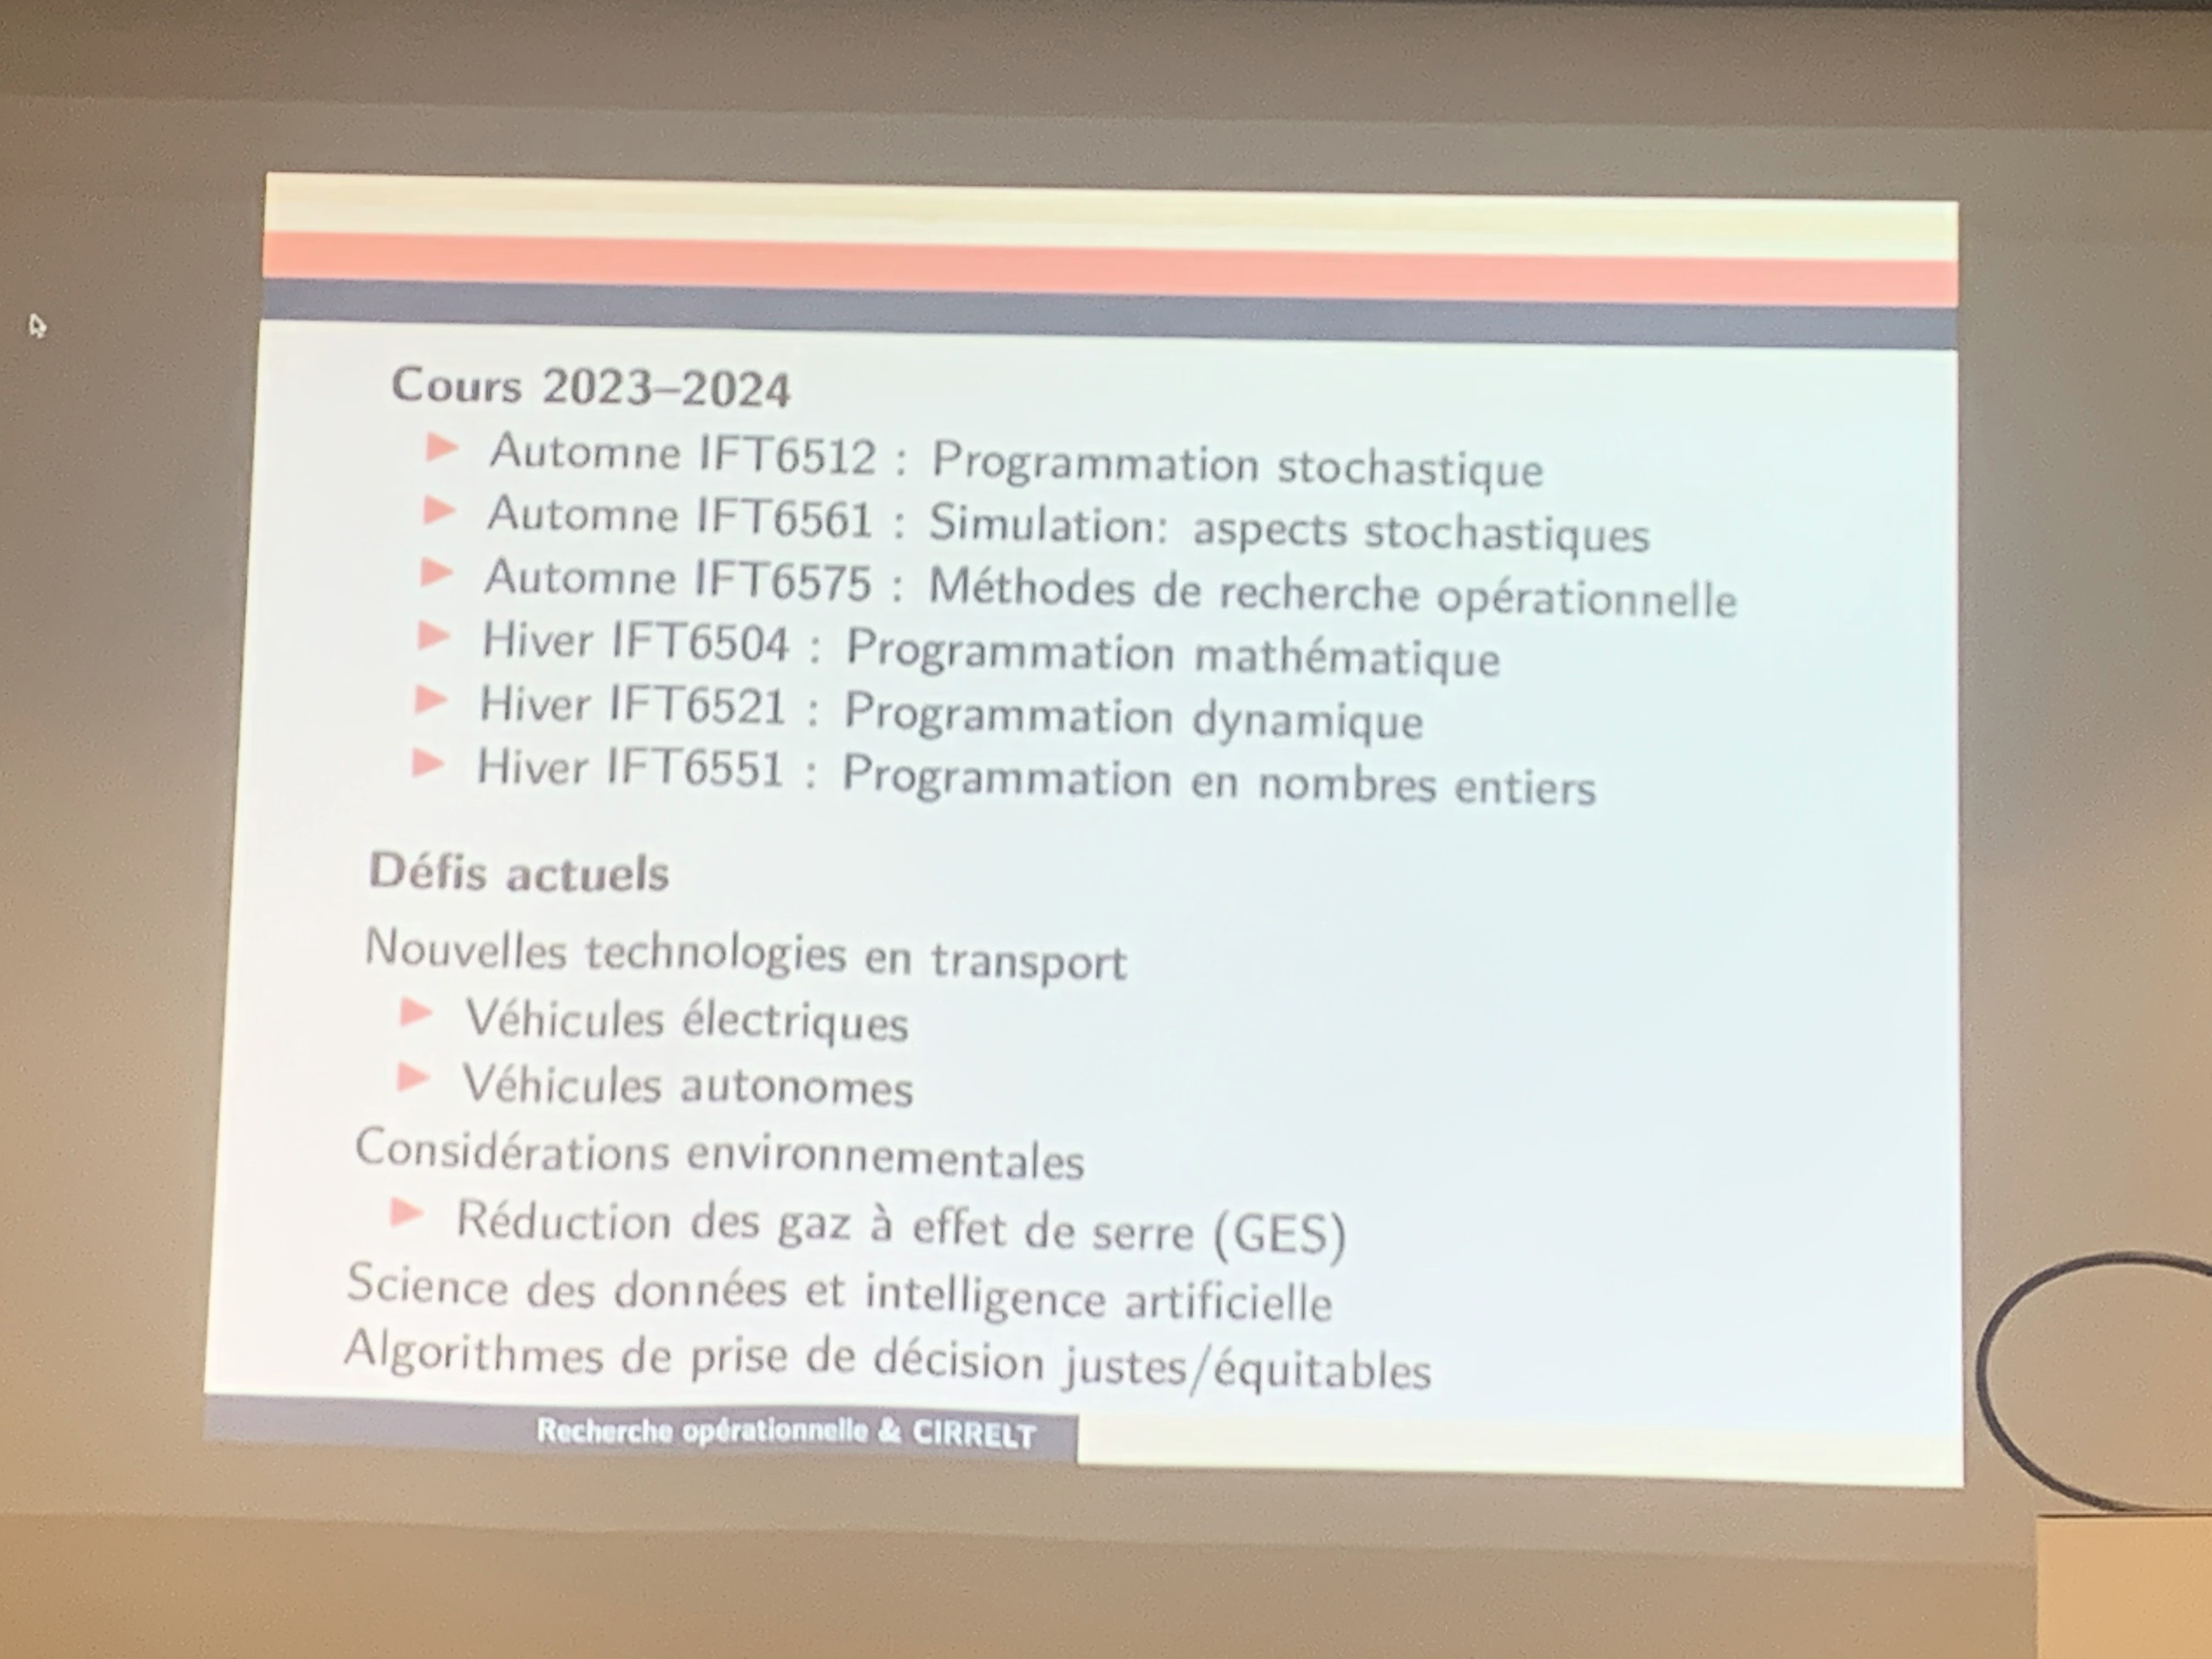 Cours 2023–2024
Automne IFT6512 : Programmation stochastique
Automne IFT6561 : Simulation: aspects stochastiques
Automne IFT6575 : Méthodes de recherche opérationnelle
Hiver IFT6504 : Programmation mathématique
Hiver IFT6521 : Programmation dynamique
Hiver IFT6551 : Programmation en nombres entiers
Défis actuels
Nouvelles technologies en transport
Véhicules électriques
Véhicules autonomes
Considérations environnementales
Réduction des gaz à effet de serre (GES)
Science des données et intelligence artificielle
Algorithmes de prise de décision justes/équitables
Recherche opérationnelle & CIRRELT